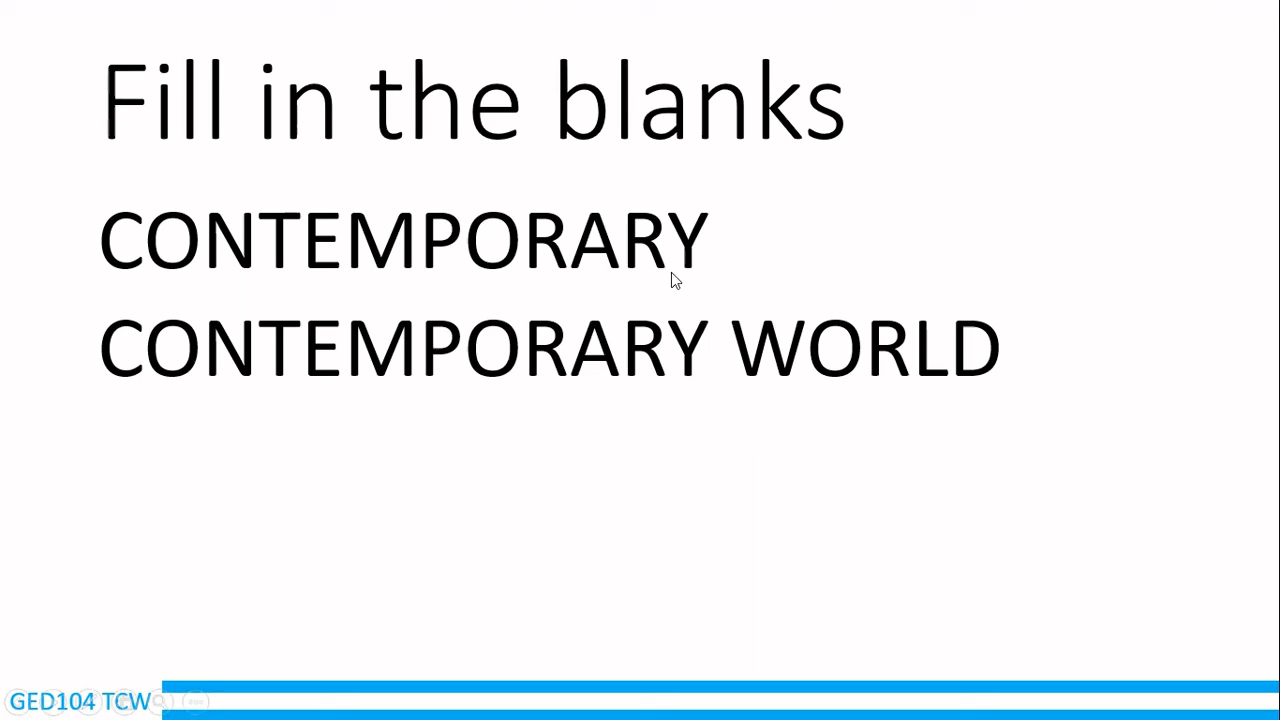 Fill in the blanks
CONTEMPORARY
CONTEMPORARY WORLD
GED104 TCW